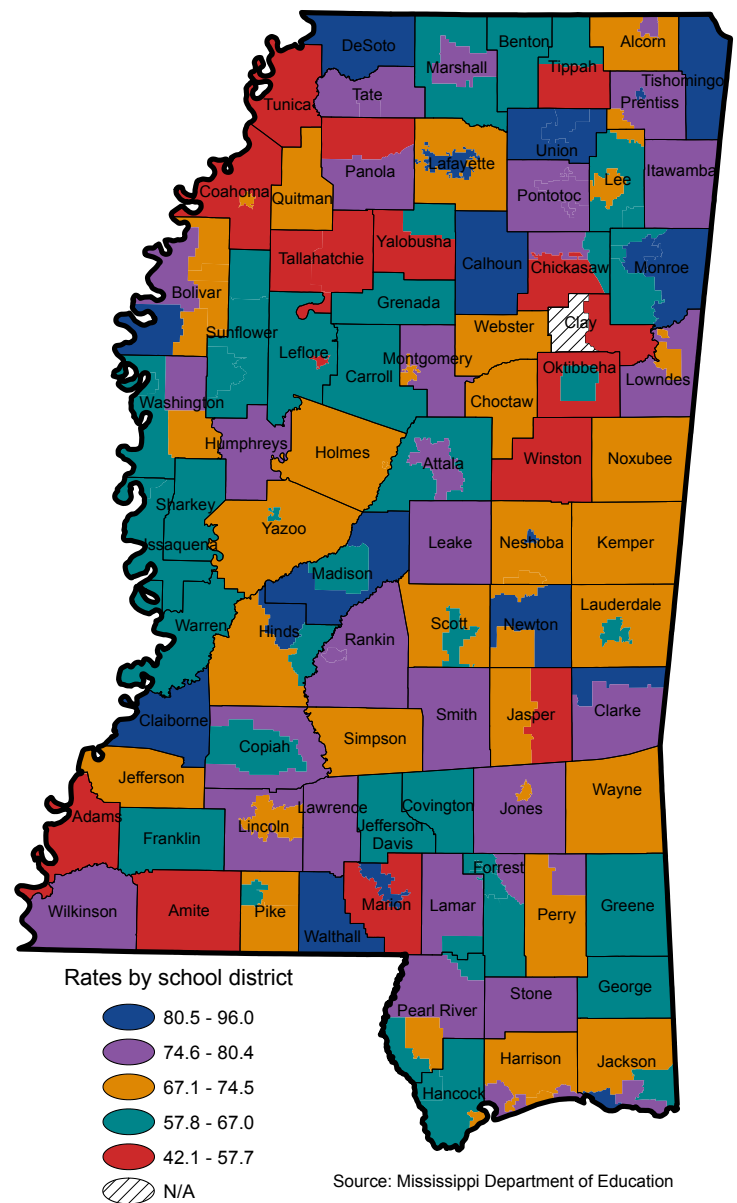 DeSoto
Benton
Alcorn
Marshall
Tippah
Tishomingo
Tunica
Tate
Prentiss
Union
Coahoma
Quitman
Panola
Lafayette
Pontotoc
Lee
Itawamba
Tallahatchie
Yalobusha
Calhoun
Chickasaw
Monroe
Bolivar
Sunflower
Grenada
Webster
Clay
Leflore
Carroll
Montgomery
Oktibbeha
Lowndes
Washington
Choctaw
Humphreys
Holmes
Attala
Winston
Noxubee
Sharkey
Issaquena
Yazoo
Leake
Neshoba
Kemper
Madison
Warren
Hinds
Rankin
Scott
Newton
Lauderdale
Claiborne
Copiah
Simpson
Smith
Jasper
Clarke
Jefferson
Adams
Lincoln
Lawrence
Covington
Jones
Wayne
Franklin
Jefferson
Davis
Forrest
Wilkinson
Amite
Pike
Walthall
Marion
Lamar
Perry
Greene
Pearl River
Stone
George
Harrison
Jackson
Hancock
Rates by school district
80.5 - 96.0
74.6 - 80.4
67.1 - 74.5
57.8 - 67.0
42.1 - 57.7
N/A
Source: Mississippi Department of Education